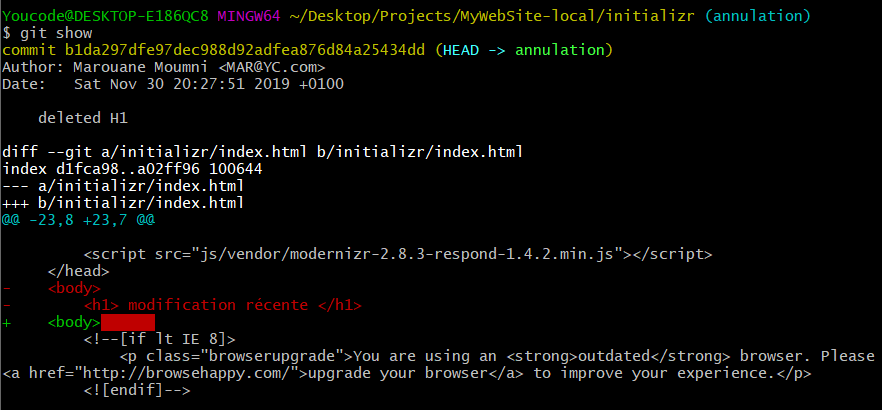 Youcode@DESKTOP-E186QC8 MINGW64 ~/Desktop/Projects/MyWebSite-local/initializr (annulation)
$ git show
commit b1da297dfe97dec988d92adfea876d84a25434dd (HEAD -> annulation)
Author: Marouane Moumni <MAR@YC.com>
Date:   Sat Nov 30 20:27:51 2019 +0100
    deleted H1
diff --git a/initializr/index.html b/initializr/index.html
index d1fca98..a02ff96 100644
--- a/initializr/index.html
+++ b/initializr/index.html
@@ -23,8 +23,7 @@
         <script src="js/vendor/modernizr-2.8.3-respond-1.4.2.min.js"></script>
     </head>
-    <body>
-        <h1> modification récente </h1>
+    <body>
         <!--[if lt IE 8]>
             <p class="browserupgrade">You are using an <strong>outdated</strong> browser. Please
<a href="http://browsehappy.com/">upgrade your browser</a> to improve your experience.</p>
         <![endif]-->